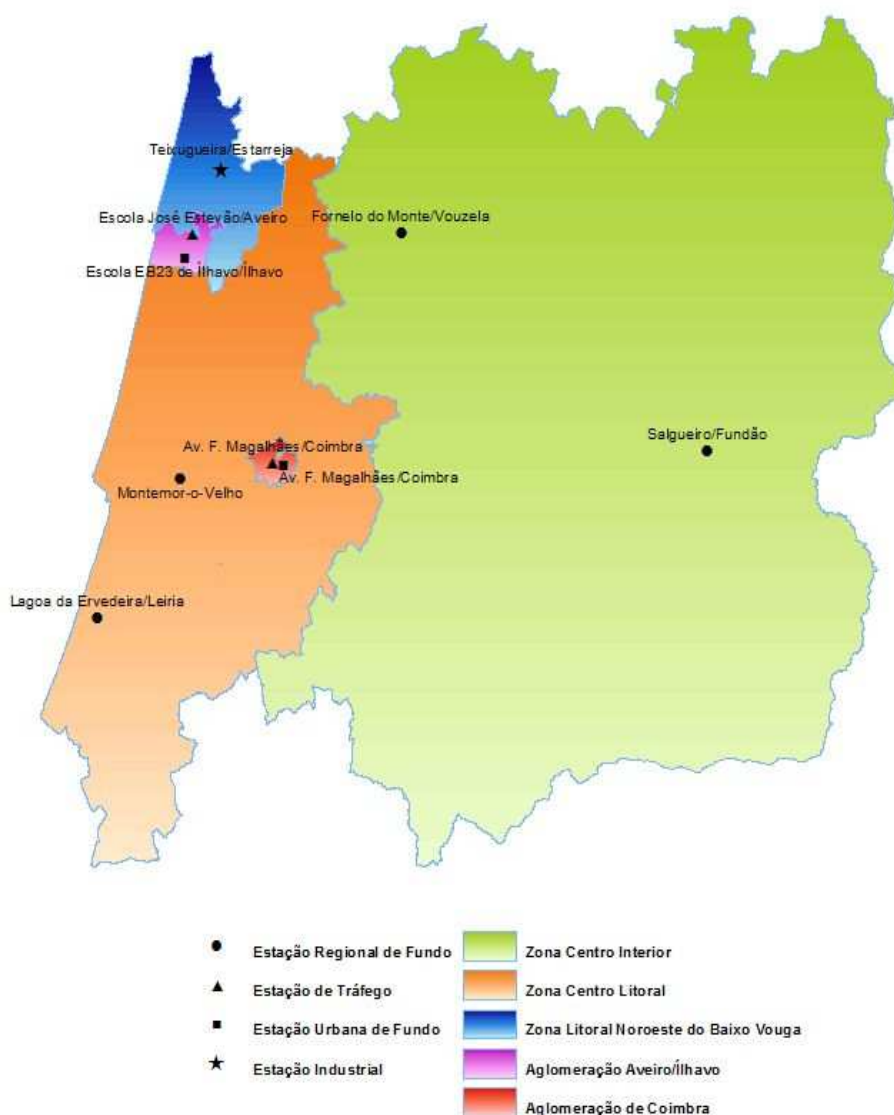 Teixugueira/Estarreja
Escola José Estevão/Aveiro
Fornelo do Monte/Vouzela
Escola EB23 de Ílhavo/Ílhavo
Salgueiro/Fundão
Av. F. Magalhães/Coimbra
Av. F. Magalhães/Coimbra
Montemor-o-Velho
Lagoa da Ervedeira/Leiria
Estação Regional de Fundo
Zona Centro Interior
Estação de Tráfego
Zona Centro Litoral
Estação Urbana de Fundo
Zona Litoral Noroeste do Baixo Vouga
Estação Industrial
Aglomeração Aveiro/Ílhavo
Aglomeração de Coimbra